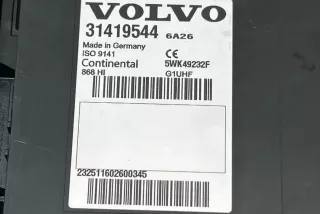 VOLVO
31419544 6A26
Made in Germany
ISO 9141 CE
Continental 5WK49232F
868 HI G1UHF
232511602600345